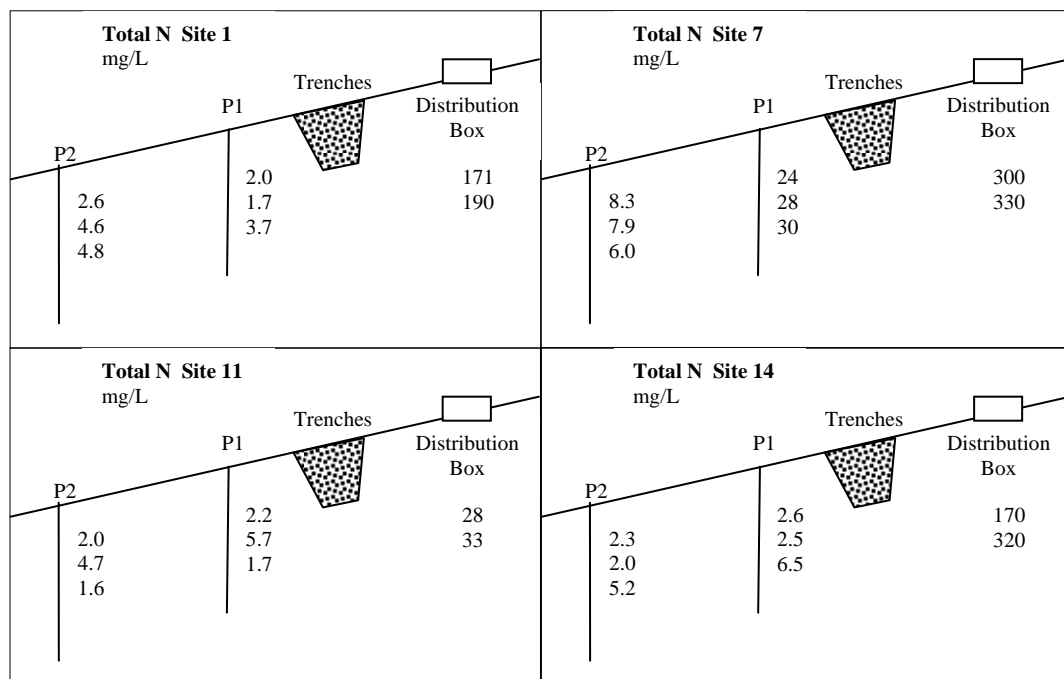 Total N Site 1
mg/L
Trenches
P1
Distribution
Box
P2
2.0
1.7
3.7
171
190
2.6
4.6
4.8
Total N Site 7
mg/L
Trenches
P1
Distribution
Box
P2
24
28
30
300
330
8.3
7.9
6.0
Total N Site 11
mg/L
Trenches
P1
Distribution
Box
P2
2.2
5.7
1.7
28
33
2.0
4.7
1.6
Total N Site 14
mg/L
Trenches
P1
Distribution
Box
P2
2.6
2.5
6.5
170
320
2.3
2.0
5.2